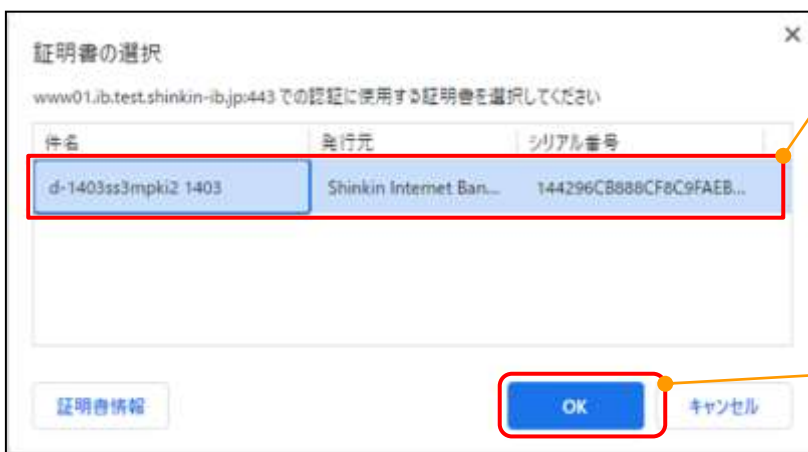 証明書の選択
www01.ib.test.shinkin-ib.jp:443 での認証に使用する証明書を選択してください
件名 発行元 シリアル番号
d-1403ss3mpki2 1403 Shinkin Internet Ban... 144296CB888CF8C9FAEB...
証明書情報 OK キャンセル